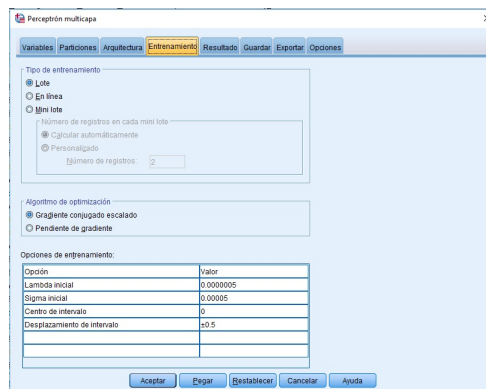 Perceptrón multicapa
Variables Particiones Arquitectura Entrenamiento Resultado Guardar Exportar Opciones
Tipo de entrenamiento
Lote
En línea
Mini lote
Número de registros en cada mini lote
Calcular automáticamente
Personalizado
Número de registros: 2
Algoritmo de optimización
Gradiente conjugado escalado
Pendiente de gradiente
Opciones de entrenamiento:
Opción Valor
Lambda inicial 0.0000005
Sigma inicial 0.00005
Centro de intervalo 0
Desplazamiento de intervalo ±0.5
Aceptar Pegar Restablecer Cancelar Ayuda